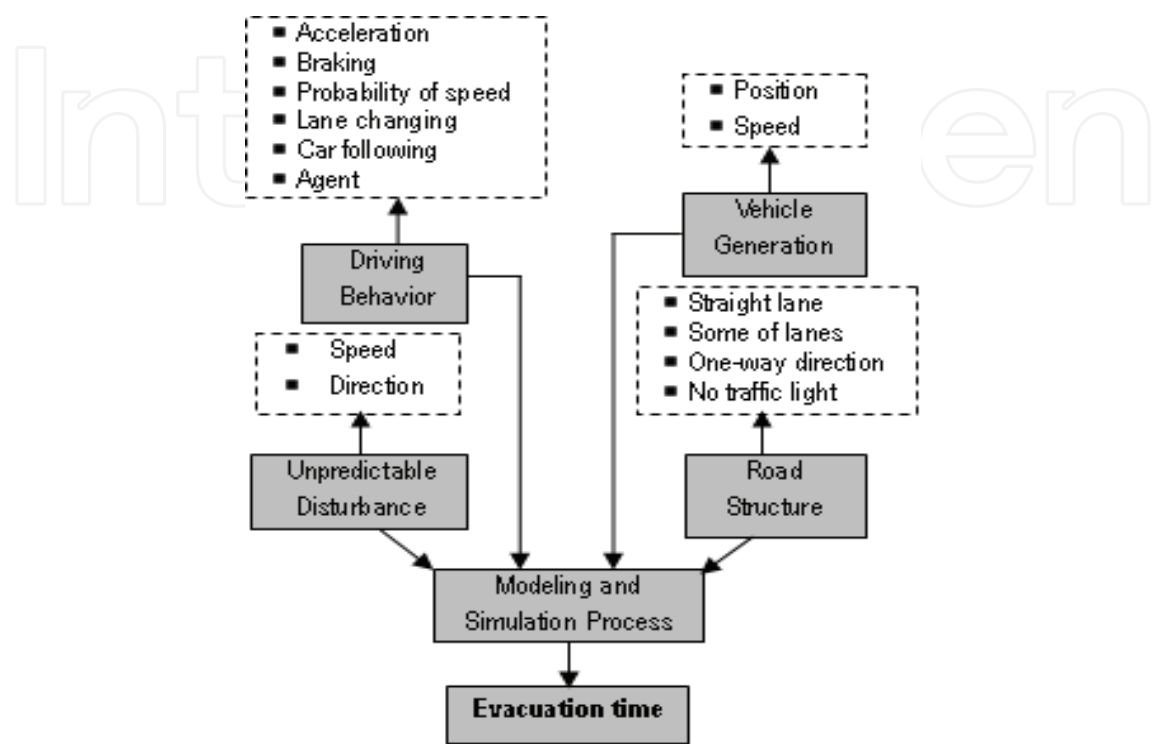 Acceleration
Braking
Probability of speed
Lane changing
Car following
Agent
Position
Speed
Driving
Behavior
Vehicle
Generation
Speed
Direction
Straight lane
Some of lanes
One-way direction
No traffic light
Unpredictable
Disturbance
Road
Structure
Modeling and
Simulation Process
Evacuation time